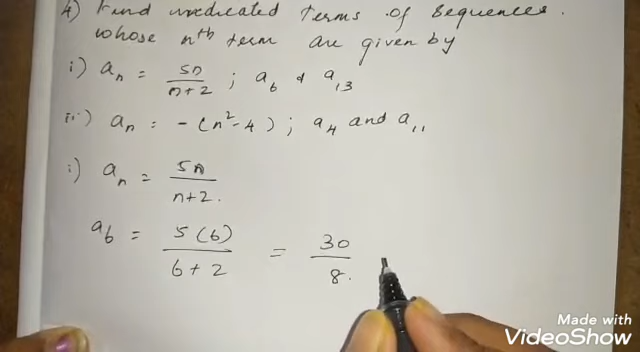 4) Find indicated terms of sequences.
whose nth term are given by
i) aₙ = 5n/n+2 ; a₆ & a₁₃
ii) aₙ = -(n²-4) ; a₄ and a₁₁
i) aₙ = 5n/n+2.
a₆ = 5(6)/6+2 = 30/8.
Made with
VideoShow